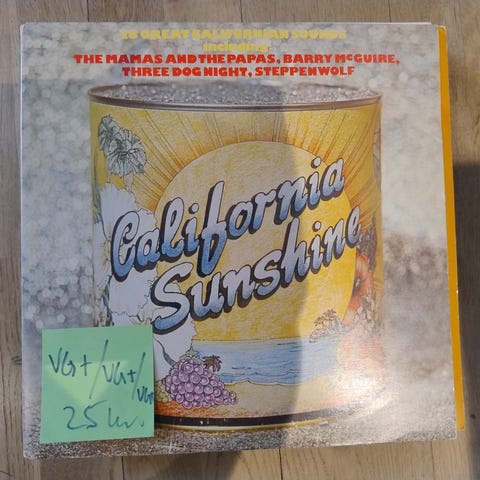 28 GREAT CALIFORNIAN SOUNDS
including
THE MAMAS AND THE PAPAS, BARRY McGUIRE,
THREE DOG NIGHT, STEPPENWOLF
California
Sunshine
VG+/VG+/VG+
25 kr.